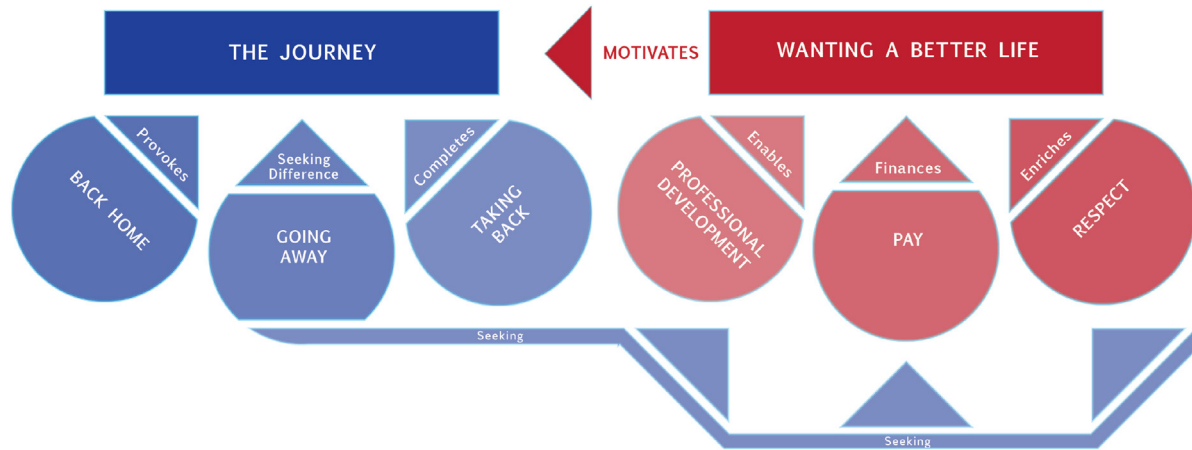 THE JOURNEY
MOTIVATES
WANTING A BETTER LIFE
Provokes
BACK HOME
Seeking
Difference
GOING
AWAY
Completes
TAKING
BACK
Enables
PROFESSIONAL
DEVELOPMENT
Finances
PAY
Enriches
RESPECT
Seeking
Seeking